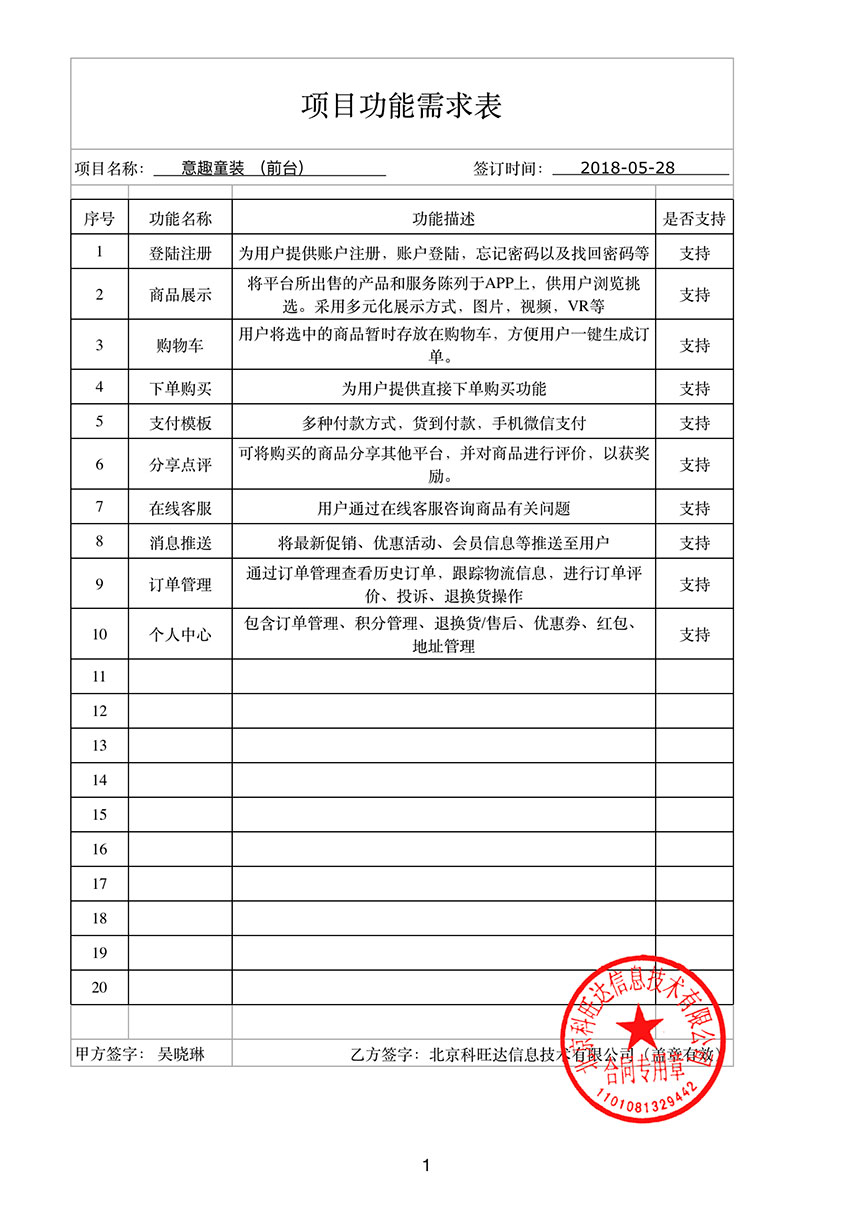 项目功能需求表
项目名称： 意趣童装 （前台） 签订时间： 2018-05-28
序号 功能名称 功能描述 是否支持
1 登陆注册 为用户提供账户注册，账户登陆，忘记密码以及找回密码等 支持
2 商品展示 将平台所出售的产品和服务陈列于APP上，供用户浏览挑
选。采用多元化展示方式，图片，视频，VR等 支持
3 购物车 用户将选中的商品暂时存放在购物车，方便用户一键生成订
单。 支持
4 下单购买 为用户提供直接下单购买功能 支持
5 支付模板 多种付款方式，货到付款，手机微信支付 支持
6 分享点评 可将购买的商品分享其他平台，并对商品进行评价，以获奖
励。 支持
7 在线客服 用户通过在线客服咨询商品有关问题 支持
8 消息推送 将最新促销、优惠活动、会员信息等推送至用户 支持
9 订单管理 通过订单管理查看历史订单，跟踪物流信息，进行订单评
价、投诉、退换货操作 支持
10 个人中心 包含订单管理、积分管理、退换货/售后、优惠券、红包、
地址管理 支持
11
12
13
14
15
16
17
18
19
20
甲方签字： 吴晓琳 乙方签字：北京科旺达信息技术有限公司（盖章有效）
北京科旺达信息技术有限公司
合同专用章
1101081329442
1